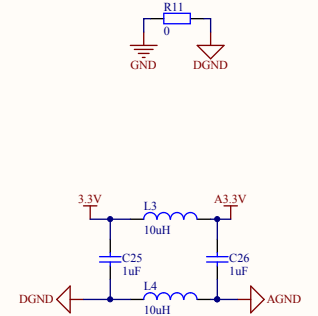 R11
0
GND DGND
3.3V A3.3V
L3
10uH
C25 C26
1uF 1uF
DGND L4 AGND
10uH